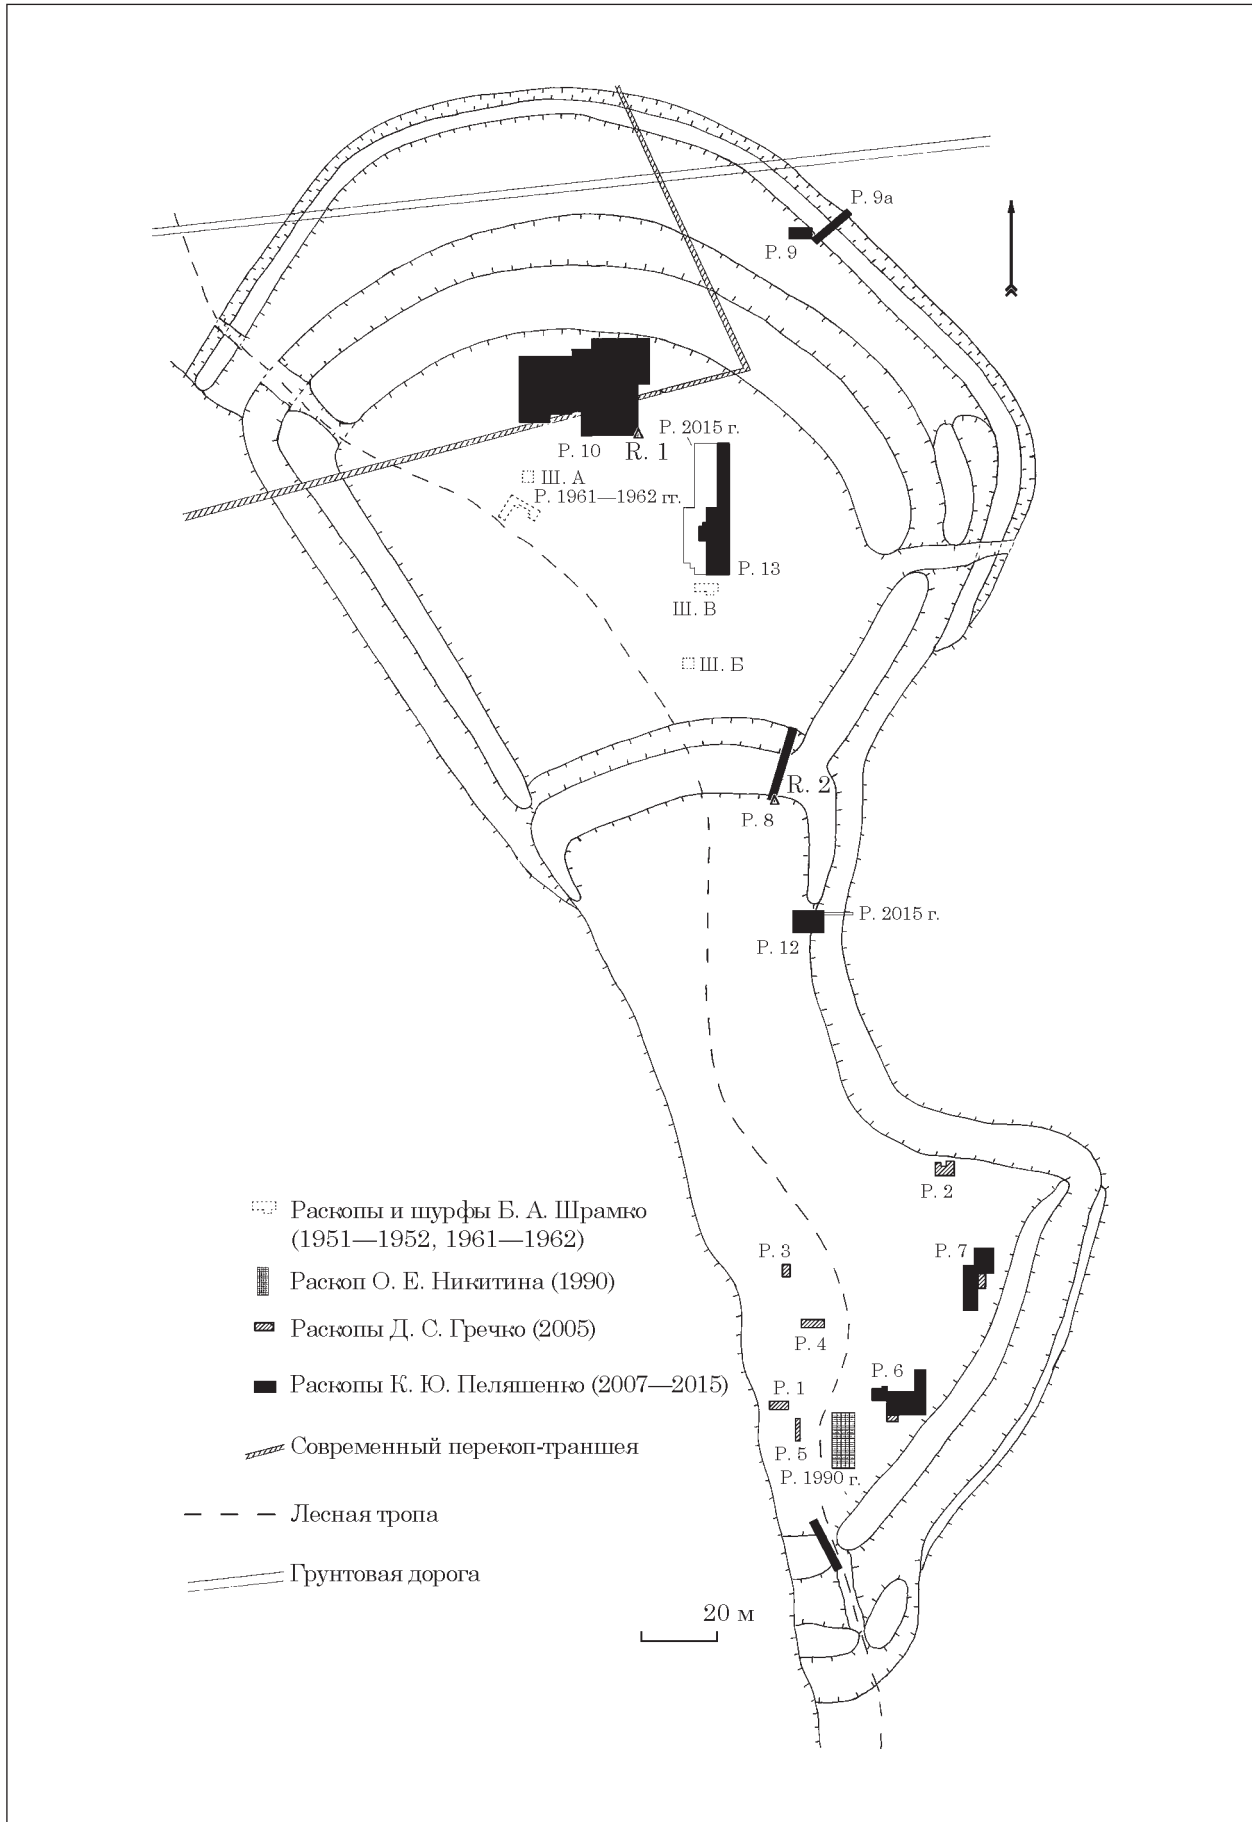 Р. 9а
Р. 9
Р. 2015 г.
Р. 10
R. 1
Ш. А
Р. 1961—1962 гг.
Р. 13
Ш. В
Ш. Б
R. 2
Р. 8
Р. 2015 г.
Р. 12
Р. 2
Раскопы и шурфы Б. А. Шрамко
(1951—1952, 1961—1962)
Р. 3
Р. 7
Раскоп О. Е. Никитина (1990)
Раскопы Д. С. Гречко (2005)
Р. 4
Р. 6
Раскопы К. Ю. Пеляшенко (2007—2015)
Р. 1
Современный перекоп-траншея
Р. 5
Р. 1990 г.
Лесная тропа
Грунтовая дорога
20 м